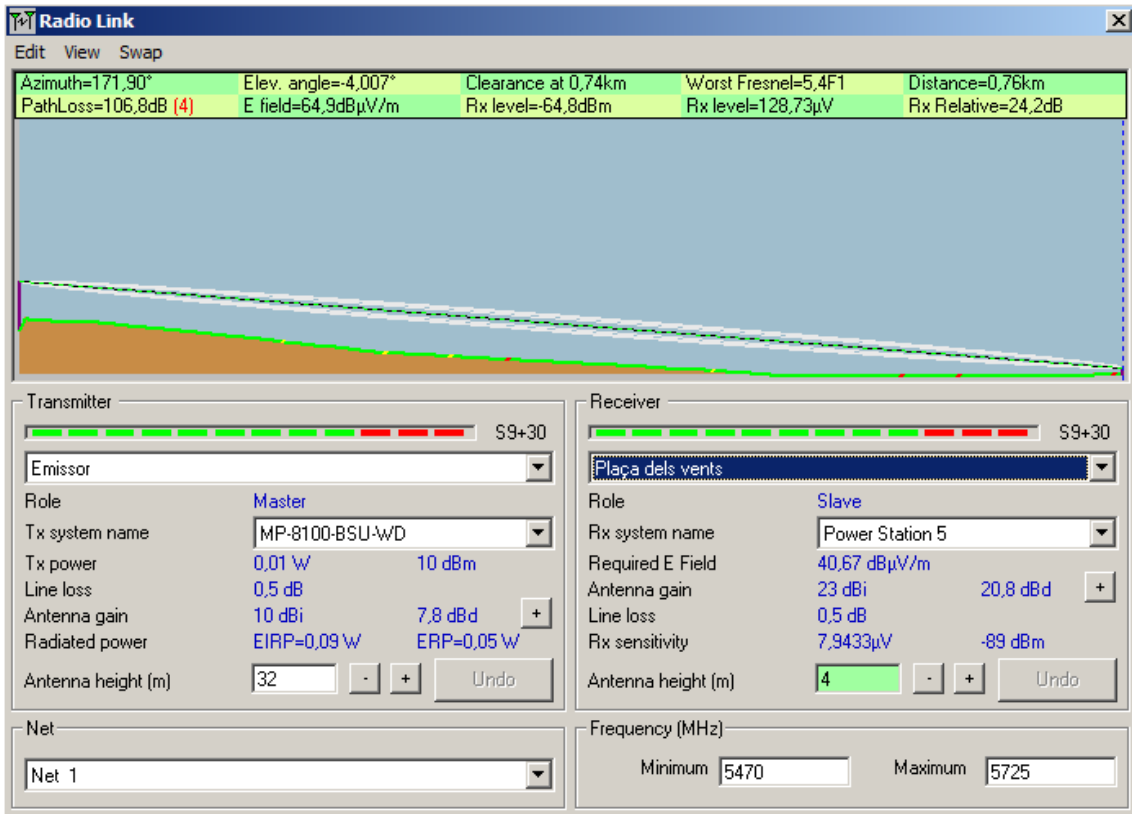 Radio Link
Edit View Swap
Azimuth=171,90° Elev. angle=-4,007° Clearance at 0,74km Worst Fresnel=5,4F1 Distance=0,76km
PathLoss=106,8dB (4) E field=64,9dBµV/m Rx level=-64,8dBm Rx level=128,73µV Rx Relative=24,2dB
Transmitter
S9+30
Emissor
Role Master
Tx system name MP-8100-BSU-WD
Tx power 0,01 W 10 dBm
Line loss 0,5 dB
Antenna gain 10 dBi 7,8 dBd +
Radiated power EIRP=0,09 W ERP=0,05 W
Antenna height (m) 32 - + Undo
Receiver
S9+30
Plaça dels vents
Role Slave
Rx system name Power Station 5
Required E Field 40,67 dBµV/m
Antenna gain 23 dBi 20,8 dBd +
Line loss 0,5 dB
Rx sensitivity 7,9433µV -89 dBm
Antenna height (m) 4 - + Undo
Net
Net 1
Frequency (MHz)
Minimum 5470 Maximum 5725